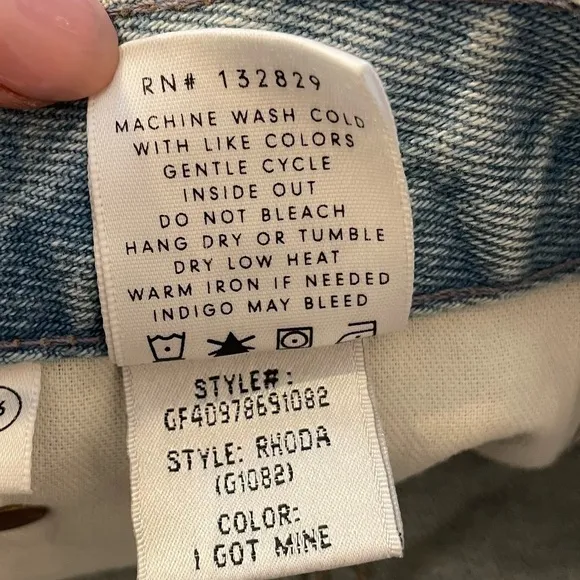 RN# 132829
MACHINE WASH COLD
WITH LIKE COLORS
GENTLE CYCLE
INSIDE OUT
DO NOT BLEACH
HANG DRY OR TUMBLE
DRY LOW HEAT
WARM IRON IF NEEDED
INDIGO MAY BLEED
STYLE#:
GF40978691082
STYLE: RHODA
(G1082)
COLOR:
I GOT MINE